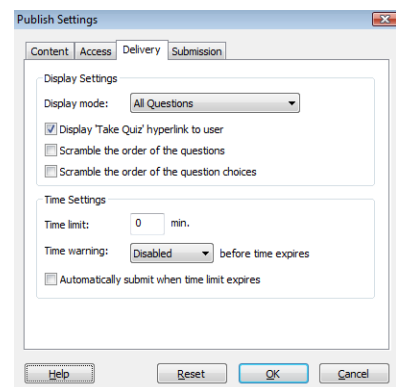 Publish Settings
Content Access Delivery Submission
Display Settings
Display mode: All Questions
Display 'Take Quiz' hyperlink to user
Scramble the order of the questions
Scramble the order of the question choices
Time Settings
Time limit: 0 min.
Time warning: Disabled before time expires
Automatically submit when time limit expires
Help Reset OK Cancel